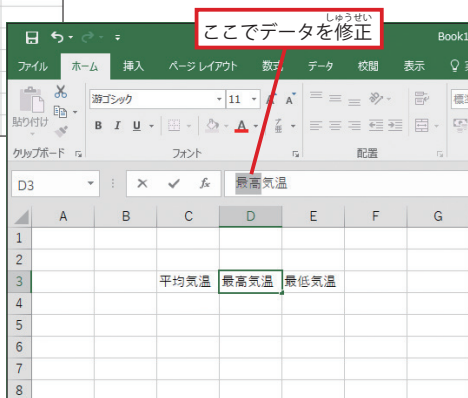 しゅうせい
ここでデータを修正
Book1
ファイル ホーム 挿入 ページレイアウト 数式 データ 校閲 表示
貼り付け
游ゴシック 11 A A
B I U A
クリップボード フォント 配置
D3 fx 最高気温
A B C D E F G
1
2
3 平均気温 最高気温 最低気温
4
5
6
7
8